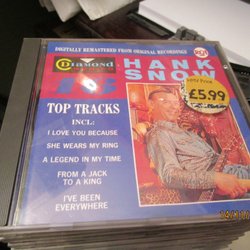 DIGITALLY REMASTERED FROM ORIGINAL RECORDINGS
DIAMOND
RCA
HANK
SNO
£5.99
TOP TRACKS
INCL:
I LOVE YOU BECAUSE
SHE WEARS MY RING
A LEGEND IN MY TIME
FROM A JACK
TO A KING
I'VE BEEN
EVERYWHERE